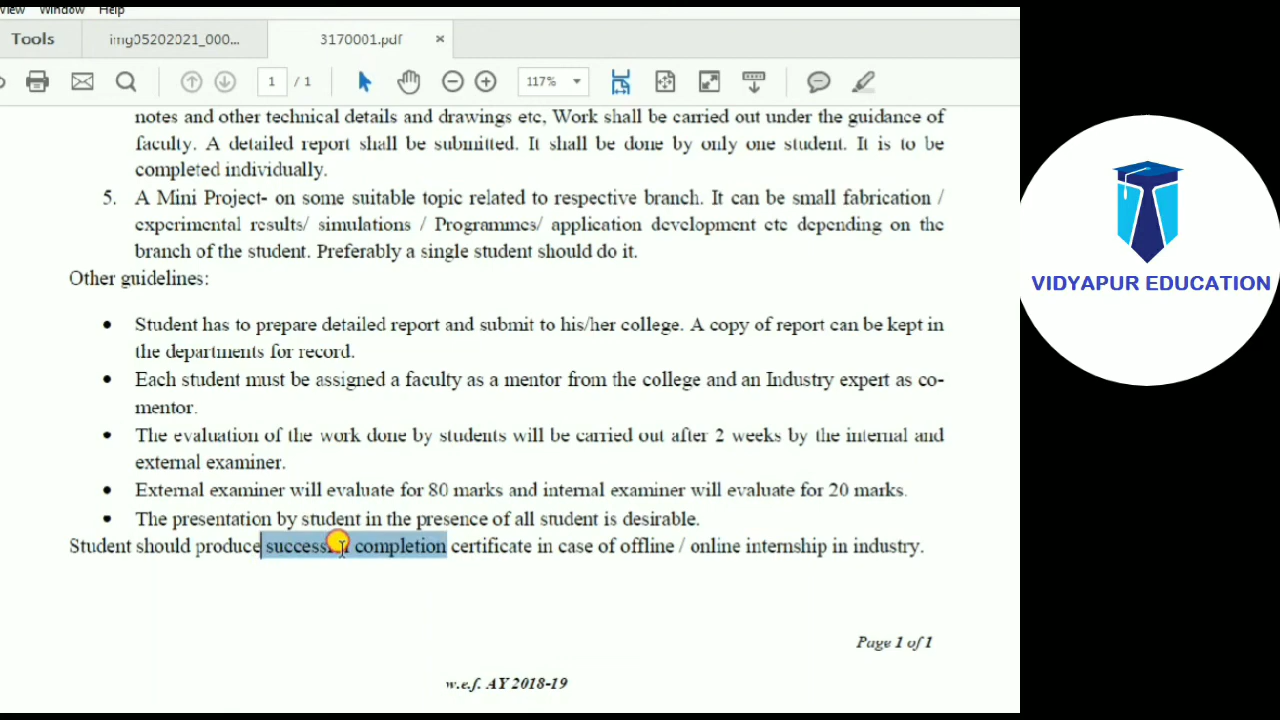 View Window Help
Tools img05202021_000... 3170001.pdf ×
1 / 1 117%
notes and other technical details and drawings etc, Work shall be carried out under the guidance of
faculty. A detailed report shall be submitted. It shall be done by only one student. It is to be
completed individually.
5. A Mini Project- on some suitable topic related to respective branch. It can be small fabrication /
experimental results/ simulations / Programmes/ application development etc depending on the
branch of the student. Preferably a single student should do it.
Other guidelines:
• Student has to prepare detailed report and submit to his/her college. A copy of report can be kept in
the departments for record.
• Each student must be assigned a faculty as a mentor from the college and an Industry expert as co-
mentor.
• The evaluation of the work done by students will be carried out after 2 weeks by the internal and
external examiner.
• External examiner will evaluate for 80 marks and internal examiner will evaluate for 20 marks.
• The presentation by student in the presence of all student is desirable.
Student should produce successful completion certificate in case of offline / online internship in industry.
Page 1 of 1
w.e.f. AY 2018-19
VIDYAPUR EDUCATION